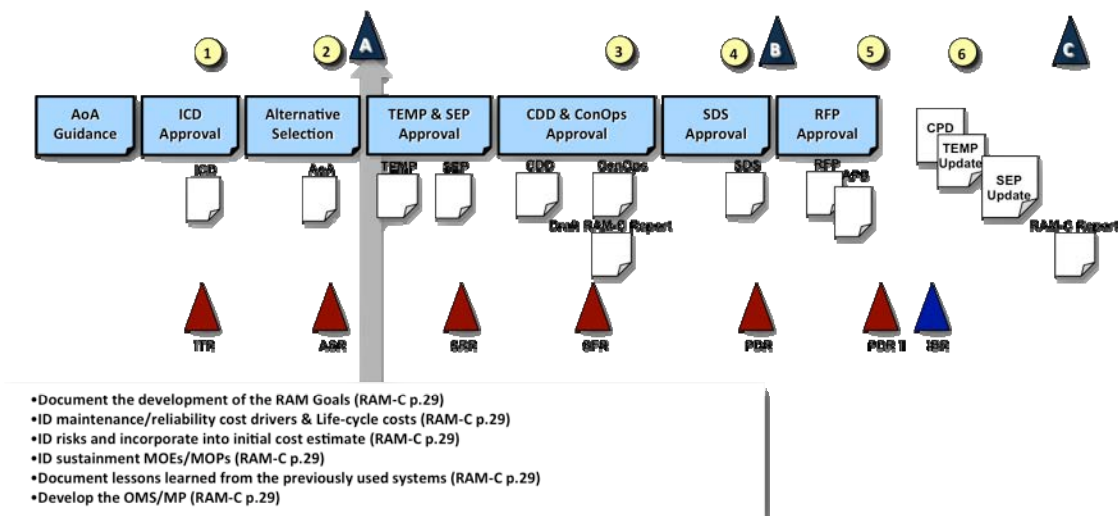 1
2
A
3
4
B
5
6
C
AoA
Guidance
ICD
Approval
Alternative
Selection
TEMP & SEP
Approval
CDD & ConOps
Approval
SDS
Approval
RFP
Approval
CPD
TEMP
Update
SEP
Update
ICD
AoA
TEMP
SEP
CDD
ConOps
SDS
RFP
APB
Draft RAM-C Report
RAM-C Report
ITR
ASR
SRR
SFR
PDR
PDR II
•Document the development of the RAM Goals (RAM-C p.29)
•ID maintenance/reliability cost drivers & Life-cycle costs (RAM-C p.29)
•ID risks and incorporate into initial cost estimate (RAM-C p.29)
•ID sustainment MOEs/MOPs (RAM-C p.29)
•Document lessons learned from the previously used systems (RAM-C p.29)
•Develop the OMS/MP (RAM-C p.29)